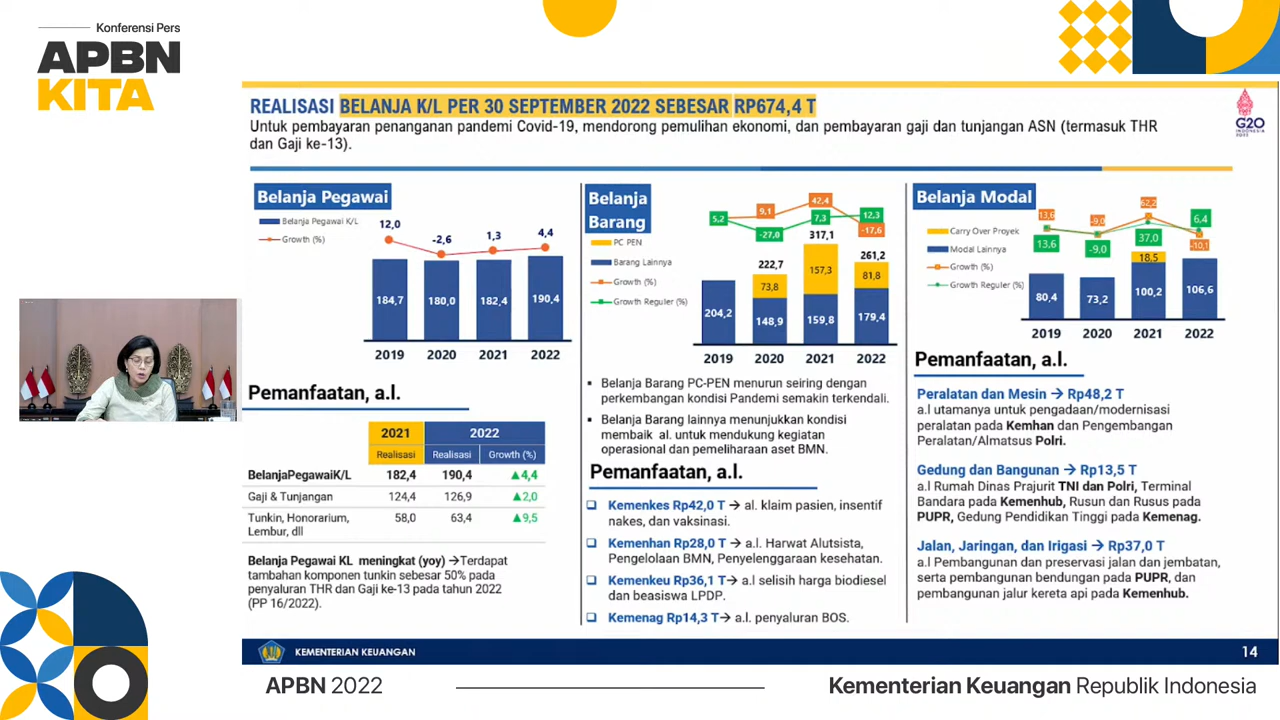 Konferensi Pers
APBN
KITA
REALISASI BELANJA K/L PER 30 SEPTEMBER 2022 SEBESAR RP674,4 T
Untuk pembayaran penanganan pandemi Covid-19, mendorong pemulihan ekonomi, dan pembayaran gaji dan tunjangan ASN (termasuk THR
dan Gaji ke-13).
G20
INDONESIA
2022
Belanja Pegawai
Belanja Pegawai K/L
Growth (%)
12,0
-2,6
1,3
4,4
184,7
180,0
182,4
190,4
2019
2020
2021
2022
Pemanfaatan, a.l.
2021
2022
Realisasi
Realisasi
Growth (%)
BelanjaPegawaiK/L 182,4 190,4 ▲4,4
Gaji & Tunjangan 124,4 126,9 ▲2,0
Tunkin, Honorarium, 58,0 63,4 ▲9,5
Lembur, dll
Belanja Pegawai KL meningkat (yoy) →Terdapat
tambahan komponen tunkin sebesar 50% pada
penyaluran THR dan Gaji ke-13 pada tahun 2022
(PP 16/2022).
Belanja
Barang
PC PEN
Barang Lainnya
Growth (%)
Growth Reguler (%)
5,2
9,1
42,4
-17,6
-27,0
7,3
12,3
317,1
222,7
261,2
73,8
157,3
81,8
204,2
148,9
159,8
179,4
2019
2020
2021
2022
▪ Belanja Barang PC-PEN menurun seiring dengan
perkembangan kondisi Pandemi semakin terkendali.
▪ Belanja Barang lainnya menunjukkan kondisi
membaik al. untuk mendukung kegiatan
operasional dan pemeliharaan aset BMN.
Pemanfaatan, a.l.
❑ Kemenkes Rp42,0 T → al. klaim pasien, insentif
nakes, dan vaksinasi.
❑ Kemenhan Rp28,0 T → a.l. Harwat Alutsista,
Pengelolaan BMN, Penyelenggaraan kesehatan.
❑ Kemenkeu Rp36,1 T → a.l selisih harga biodiesel
dan beasiswa LPDP.
❑ Kemenag Rp14,3 T→ a.l. penyaluran BOS.
Belanja Modal
Carry Over Proyek
Modal Lainnya
Growth (%)
Growth Reguler (%)
13,6
-9,0
62,2
6,4
13,6
-9,0
37,0
-10,1
18,5
80,4
73,2
100,2
106,6
2019
2020
2021
2022
Pemanfaatan, a.l.
Peralatan dan Mesin → Rp48,2 T
a.l utamanya untuk pengadaan/modernisasi
peralatan pada Kemhan dan Pengembangan
Peralatan/Almatsus Polri.
Gedung dan Bangunan → Rp13,5 T
a.l Rumah Dinas Prajurit TNI dan Polri, Terminal
Bandara pada Kemenhub, Rusun dan Rusus pada
PUPR, Gedung Pendidikan Tinggi pada Kemenag.
Jalan, Jaringan, dan Irigasi → Rp37,0 T
a.l Pembangunan dan preservasi jalan dan jembatan,
serta pembangunan bendungan pada PUPR, dan
pembangunan jalur kereta api pada Kemenhub.
KEMENTERIAN KEUANGAN
14
APBN 2022
Kementerian Keuangan Republik Indonesia